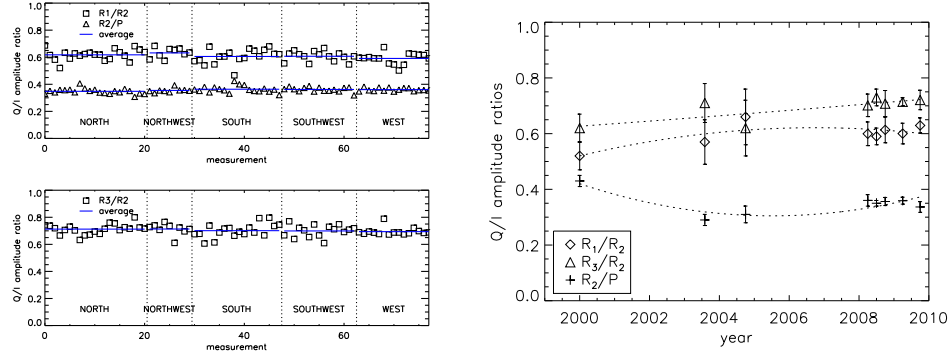 Q/I amplitude ratio
1.0
0.8
0.6
0.4
0.2
0.0
R1/R2
R2/P
average
NORTH
NORTHWEST
SOUTH
SOUTHWEST
WEST
0
20
40
60
measurement
Q/I amplitude ratio
1.0
0.8
0.6
0.4
0.2
0.0
R3/R2
average
NORTH
NORTHWEST
SOUTH
SOUTHWEST
WEST
0
20
40
60
measurement
Q/I amplitude ratios
1.0
0.8
0.6
0.4
0.2
0.0
R₁/R₂
R₃/R₂
R₂/P
2000
2002
2004
2006
2008
2010
year